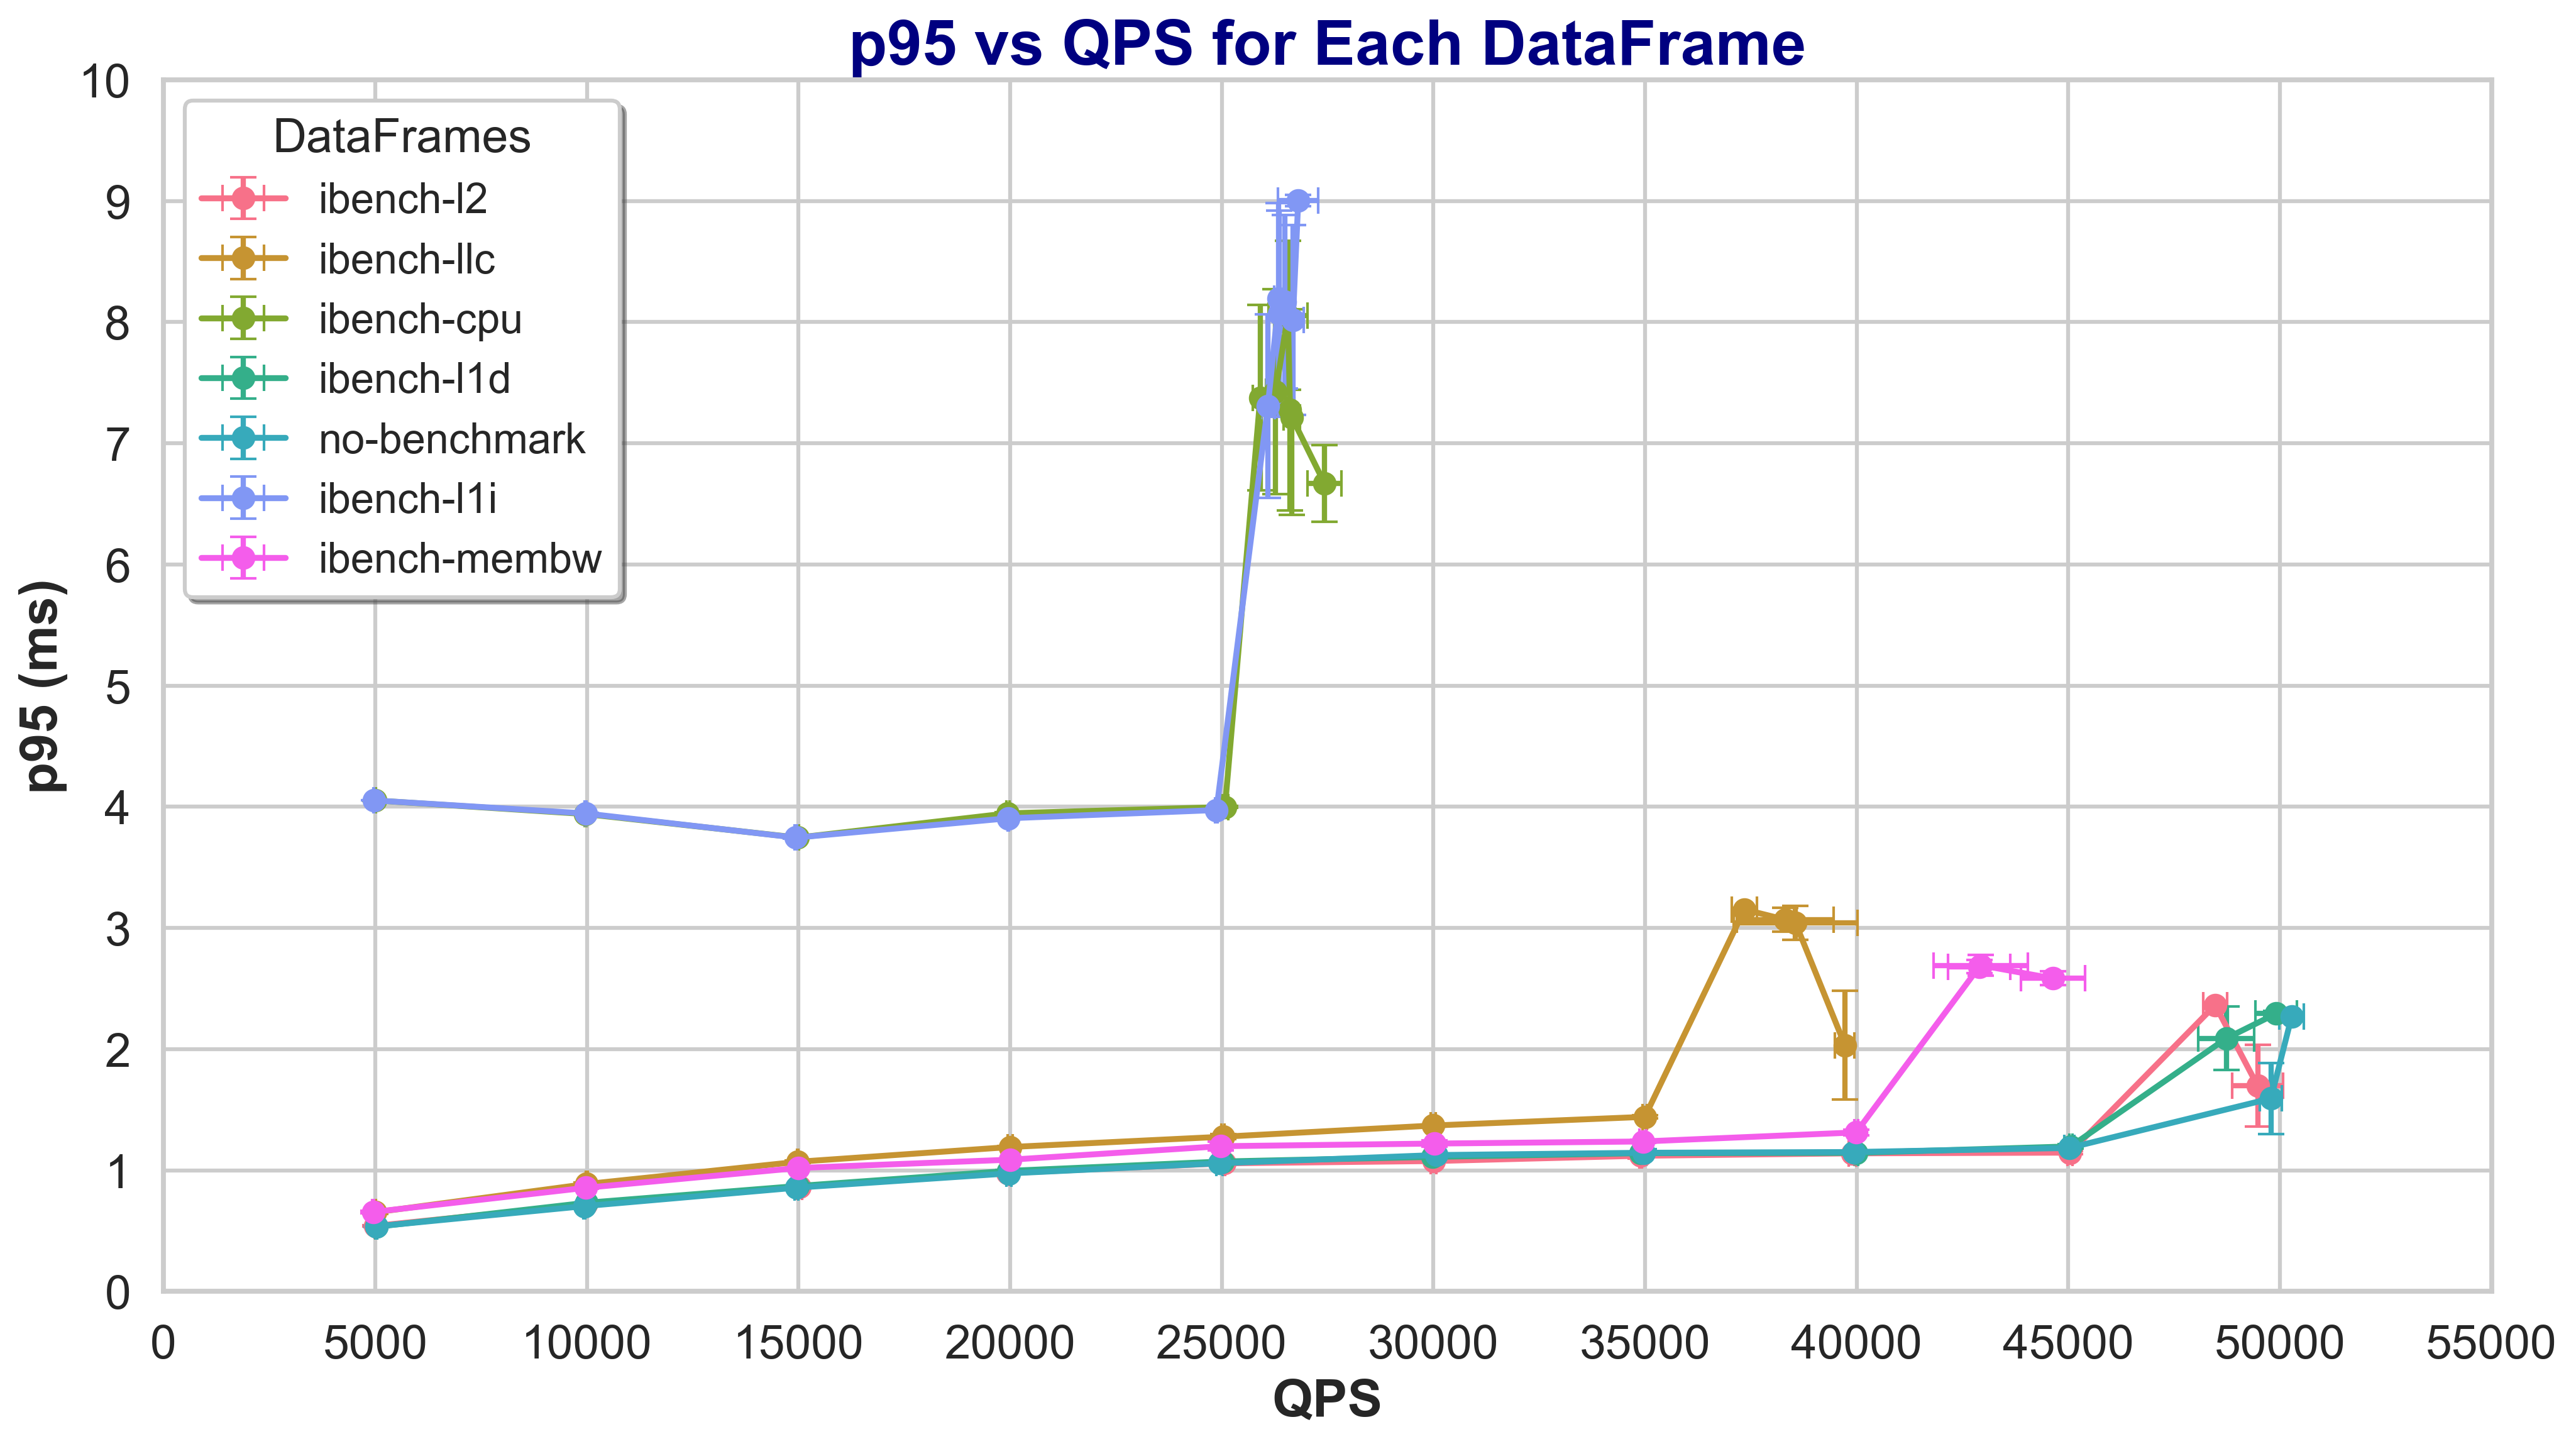 p95 vs QPS for Each DataFrame
10
9
8
7
6
5
4
3
2
1
0
p95 (ms)
DataFrames
ibench-l2
ibench-llc
ibench-cpu
ibench-l1d
no-benchmark
ibench-l1i
ibench-membw
0 5000 10000 15000 20000 25000 30000 35000 40000 45000 50000 55000
QPS